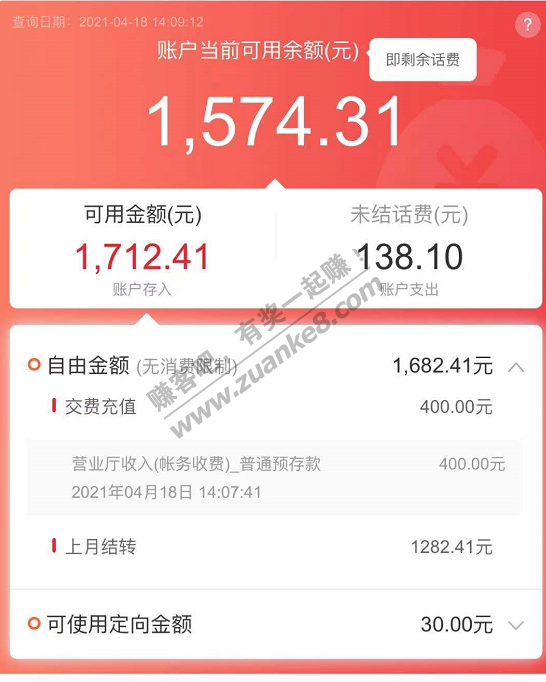 查询日期：2021-04-18 14:09:12
?
账户当前可用余额(元)
即剩余话费
1,574.31
可用金额(元)
未结话费(元)
1,712.41
138.10
账户存入
账户支出
赚客吧，有奖一起赚！
www.zuanke8.com
自由金额 (无消费限制)
1,682.41元
交费充值
400.00元
营业厅收入(帐务收费)_普通预存款
400.00元
2021年04月18日 14:07:41
上月结转
1282.41元
可使用定向金额
30.00元